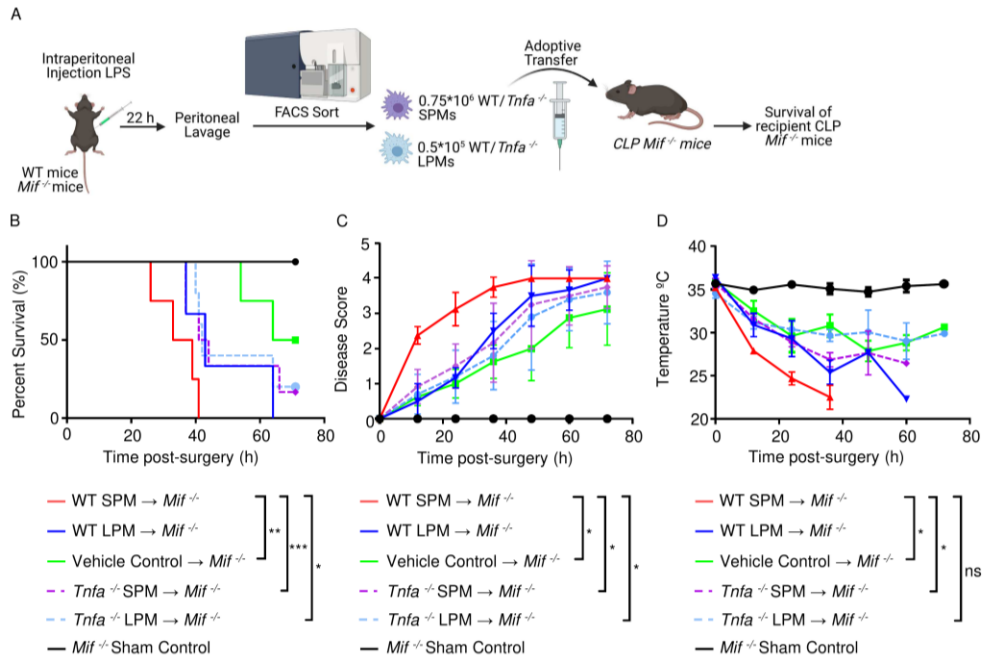 A
Intraperitoneal
Injection LPS
22 h
WT mice
Mif -/- mice
Peritoneal
Lavage
FACS Sort
0.75*10⁶ WT/Tnfa -/-
SPMs
0.5*10⁵ WT/Tnfa -/-
LPMs
Adoptive
Transfer
CLP Mif -/- mice
Survival of
recipient CLP
Mif -/- mice
B
Percent Survival (%)
100
50
0
0 20 40 60 80
Time post-surgery (h)
WT SPM → Mif -/-
WT LPM → Mif -/-
Vehicle Control → Mif -/-
Tnfa -/- SPM → Mif -/-
Tnfa -/- LPM → Mif -/-
Mif -/- Sham Control
**
***
*
C
Disease Score
5
4
3
2
1
0
0 20 40 60 80
Time post-surgery (h)
WT SPM → Mif -/-
WT LPM → Mif -/-
Vehicle Control → Mif -/-
Tnfa -/- SPM → Mif -/-
Tnfa -/- LPM → Mif -/-
Mif -/- Sham Control
*
*
*
D
Temperature ºC
40
35
30
25
20
0 20 40 60 80
Time post-surgery (h)
WT SPM → Mif -/-
WT LPM → Mif -/-
Vehicle Control → Mif -/-
Tnfa -/- SPM → Mif -/-
Tnfa -/- LPM → Mif -/-
Mif -/- Sham Control
*
*
ns